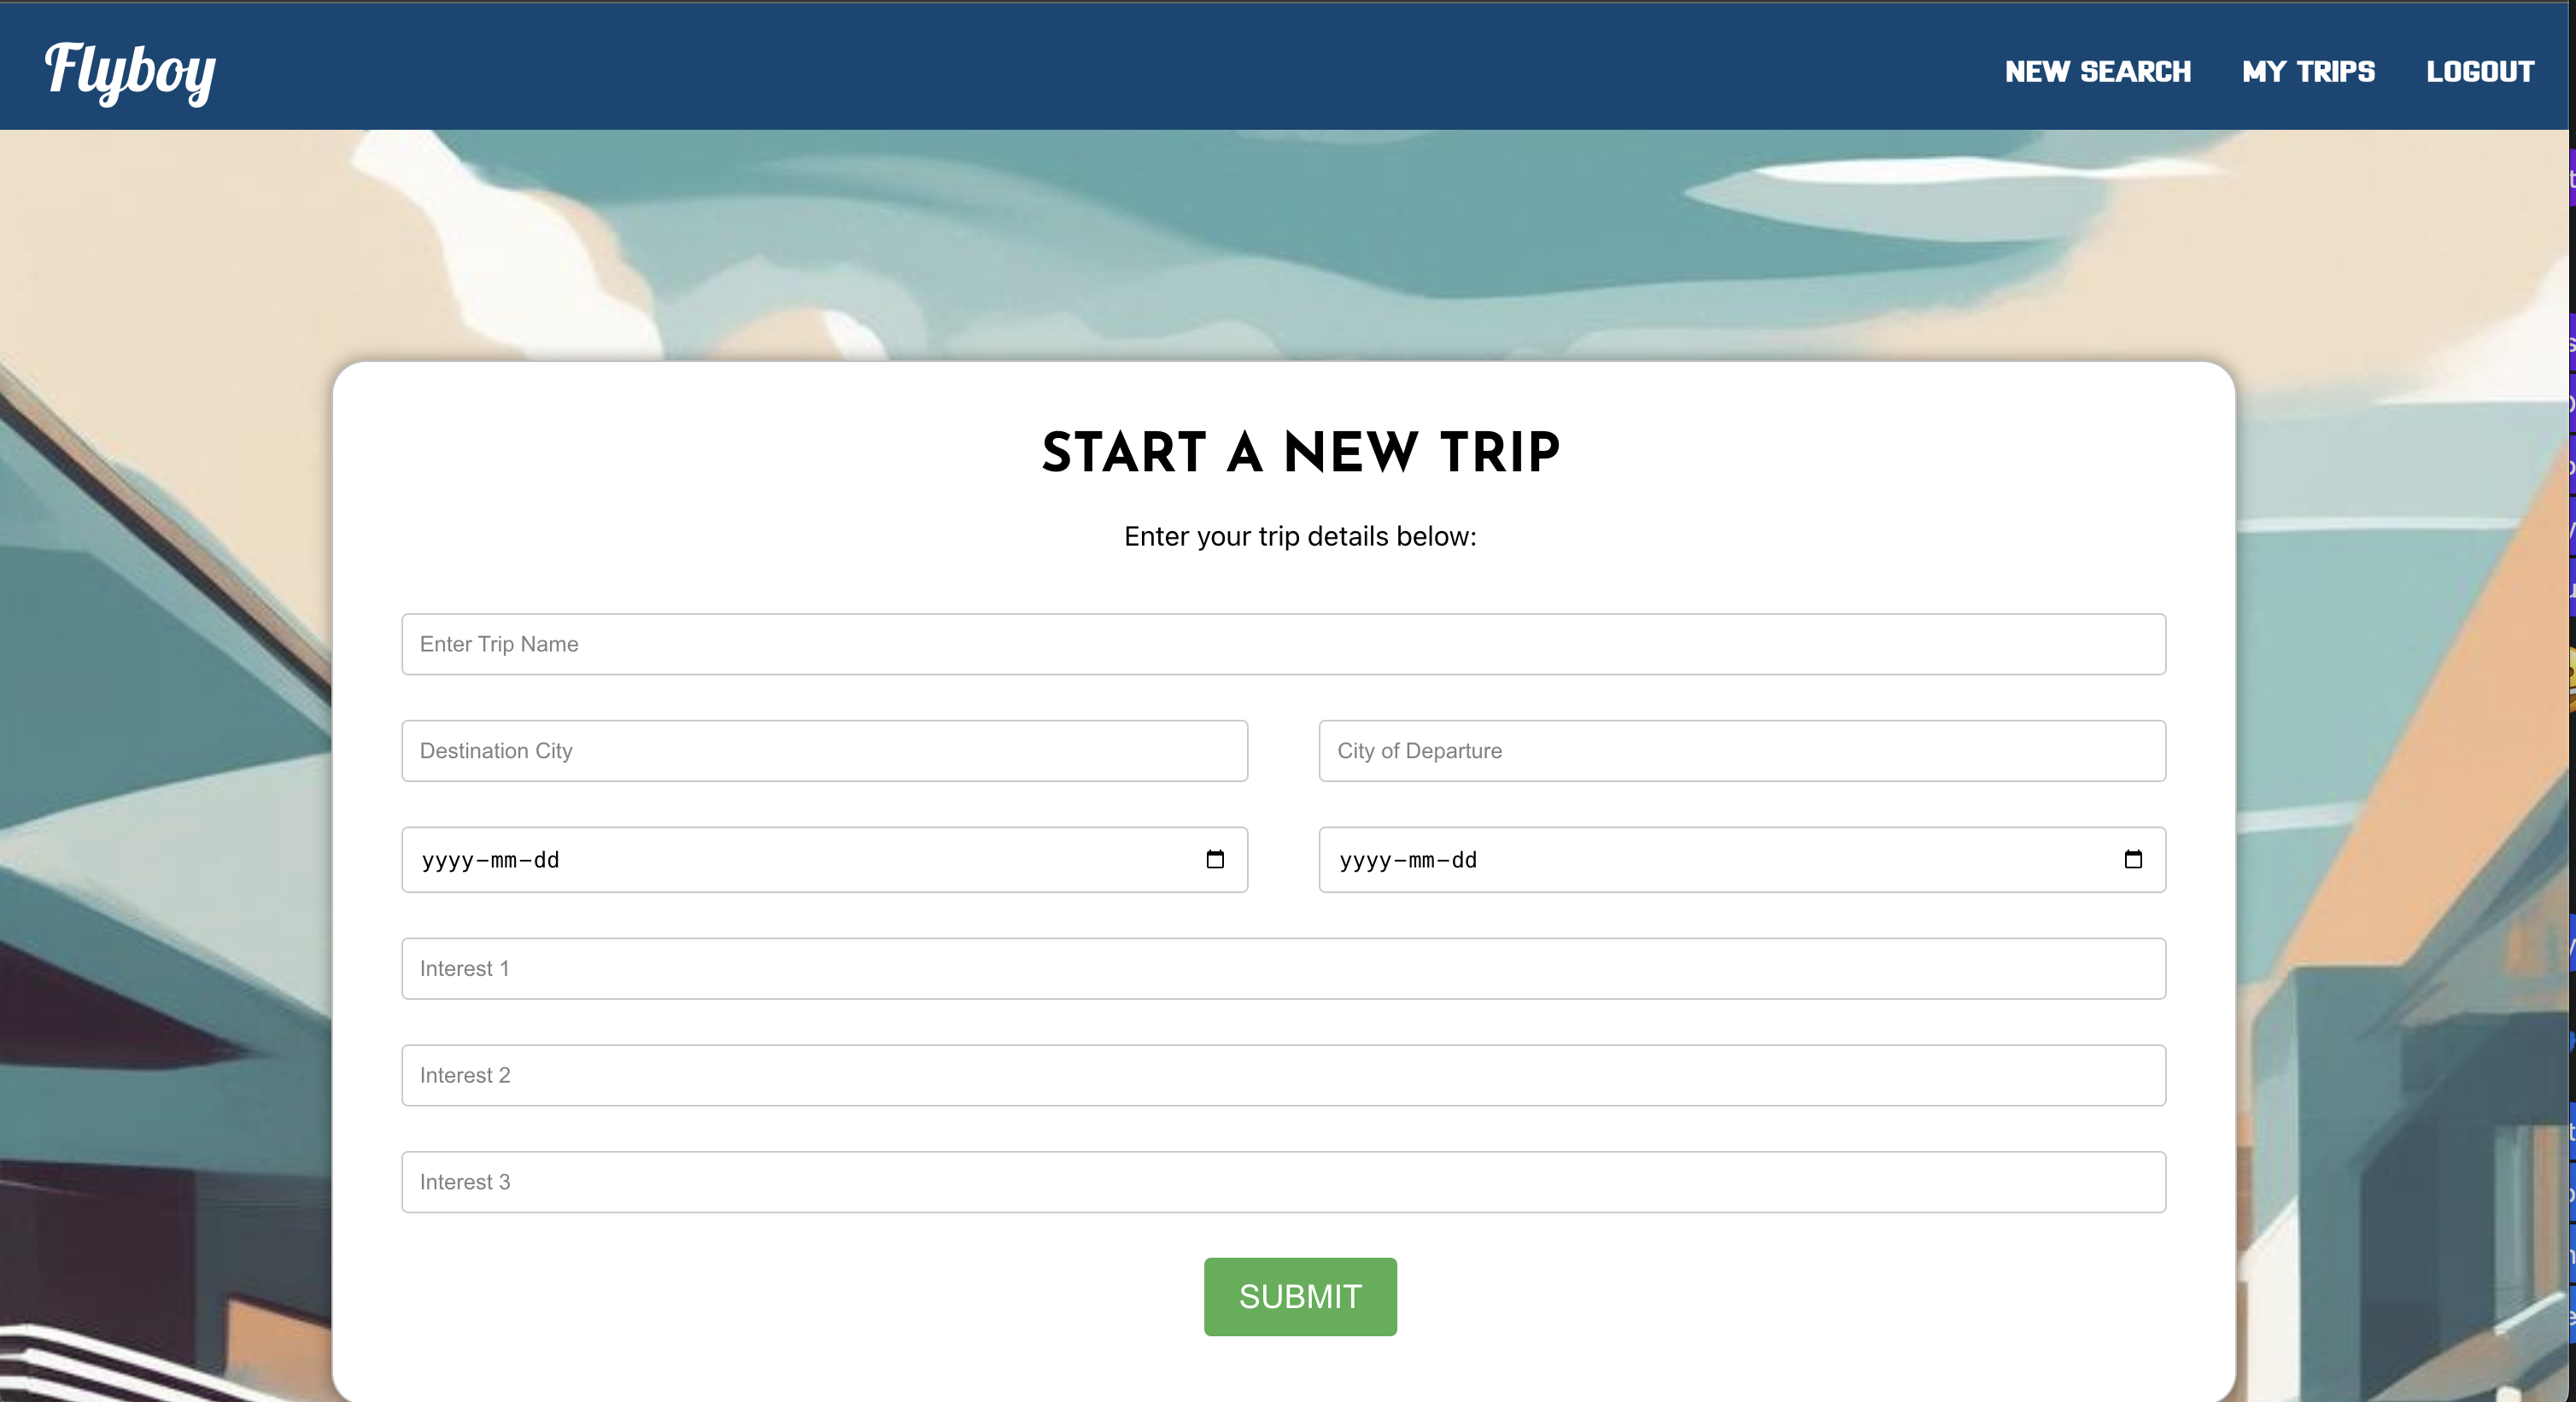 Flyboy
NEW SEARCH MY TRIPS LOGOUT
START A NEW TRIP
Enter your trip details below:
Enter Trip Name
Destination City City of Departure
yyyy-mm-dd yyyy-mm-dd
Interest 1
Interest 2
Interest 3
SUBMIT